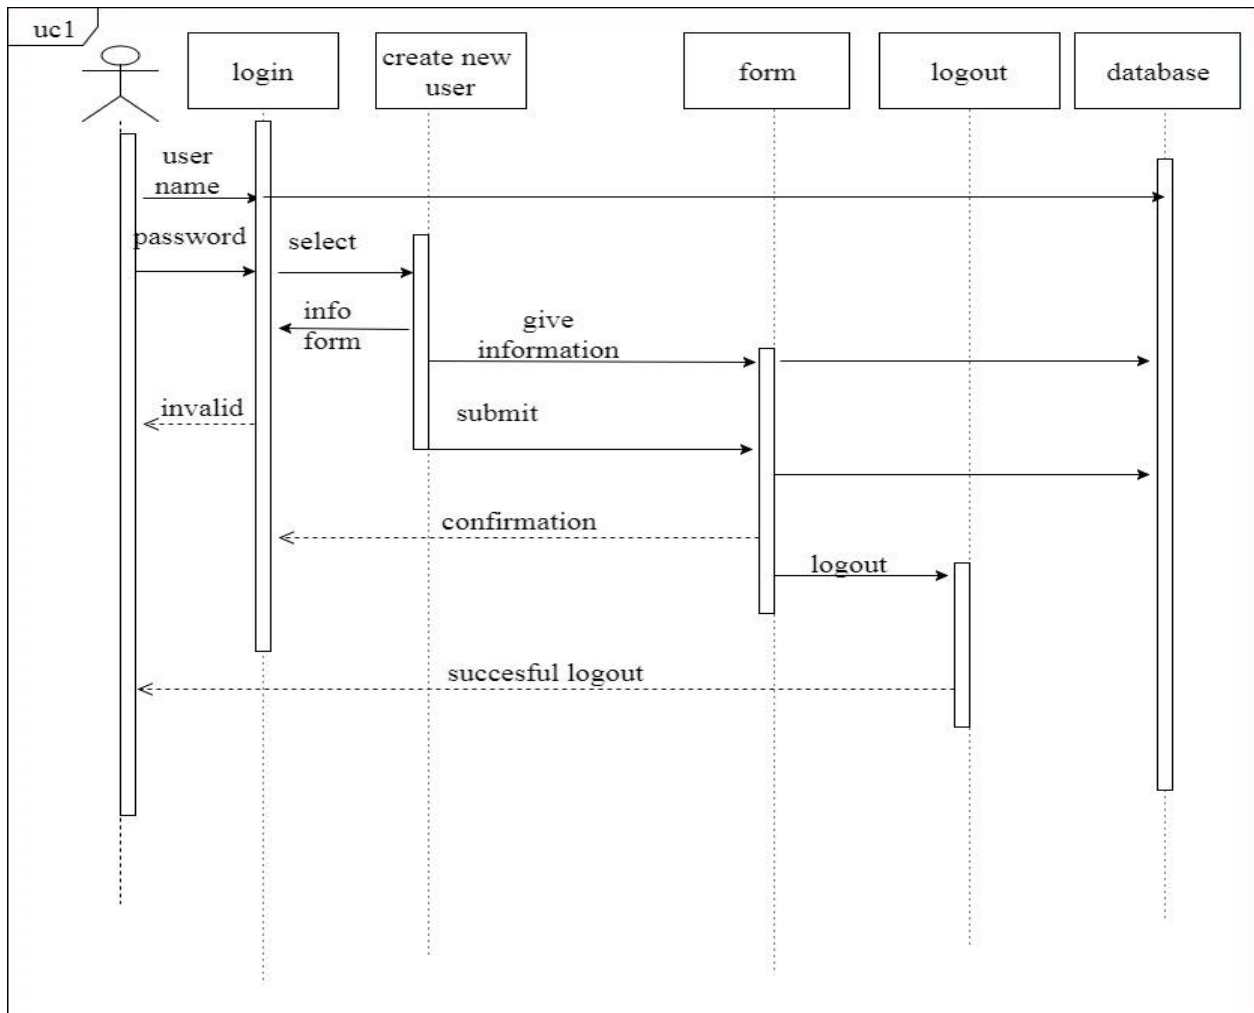 uc1
login
create new
user
form
logout
database
user
name
password
select
info
form
give
information
invalid
submit
confirmation
logout
succesful logout